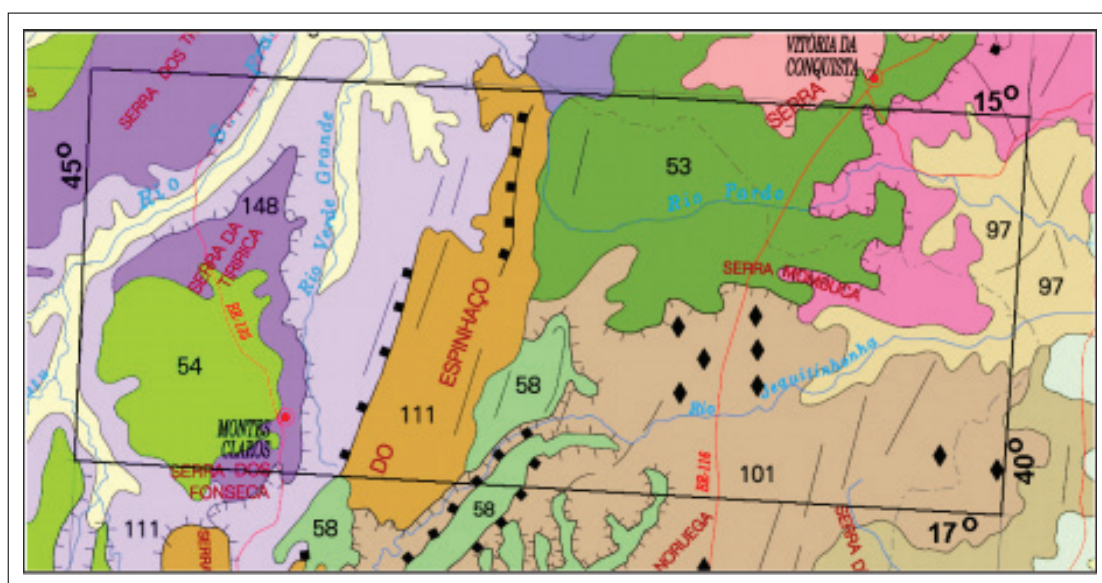 SERRA DOS TI
VITÓRIA DA
CONQUISTA
SERRA
15°
45°
Rio
Verde Grande
53
Rio Pardo
148
97
SERRA DA
TIRIRICA
Rio
SERRA MOMBUCA
97
BR-135
ESPINHAÇO
54
58
Rio Jequitinhonha
111
MONTES
CLAROS
DO
SERRA DOS
FONSECA
BR-116
101
40°
58
58
17°
111
SERRA
NORUEGA
SERRA D